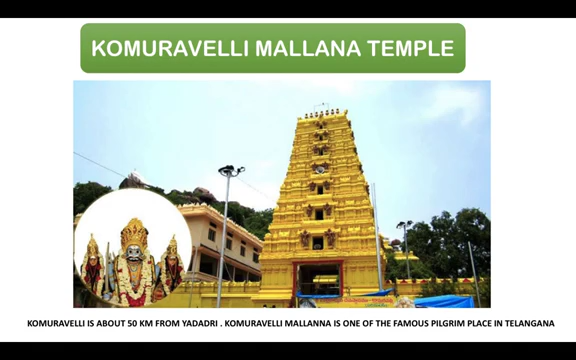 KOMURAVELLI MALLANA TEMPLE
KOMURAVELLI IS ABOUT 50 KM FROM YADADRI . KOMURAVELLI MALLANNA IS ONE OF THE FAMOUS PILGRIM PLACE IN TELANGANA